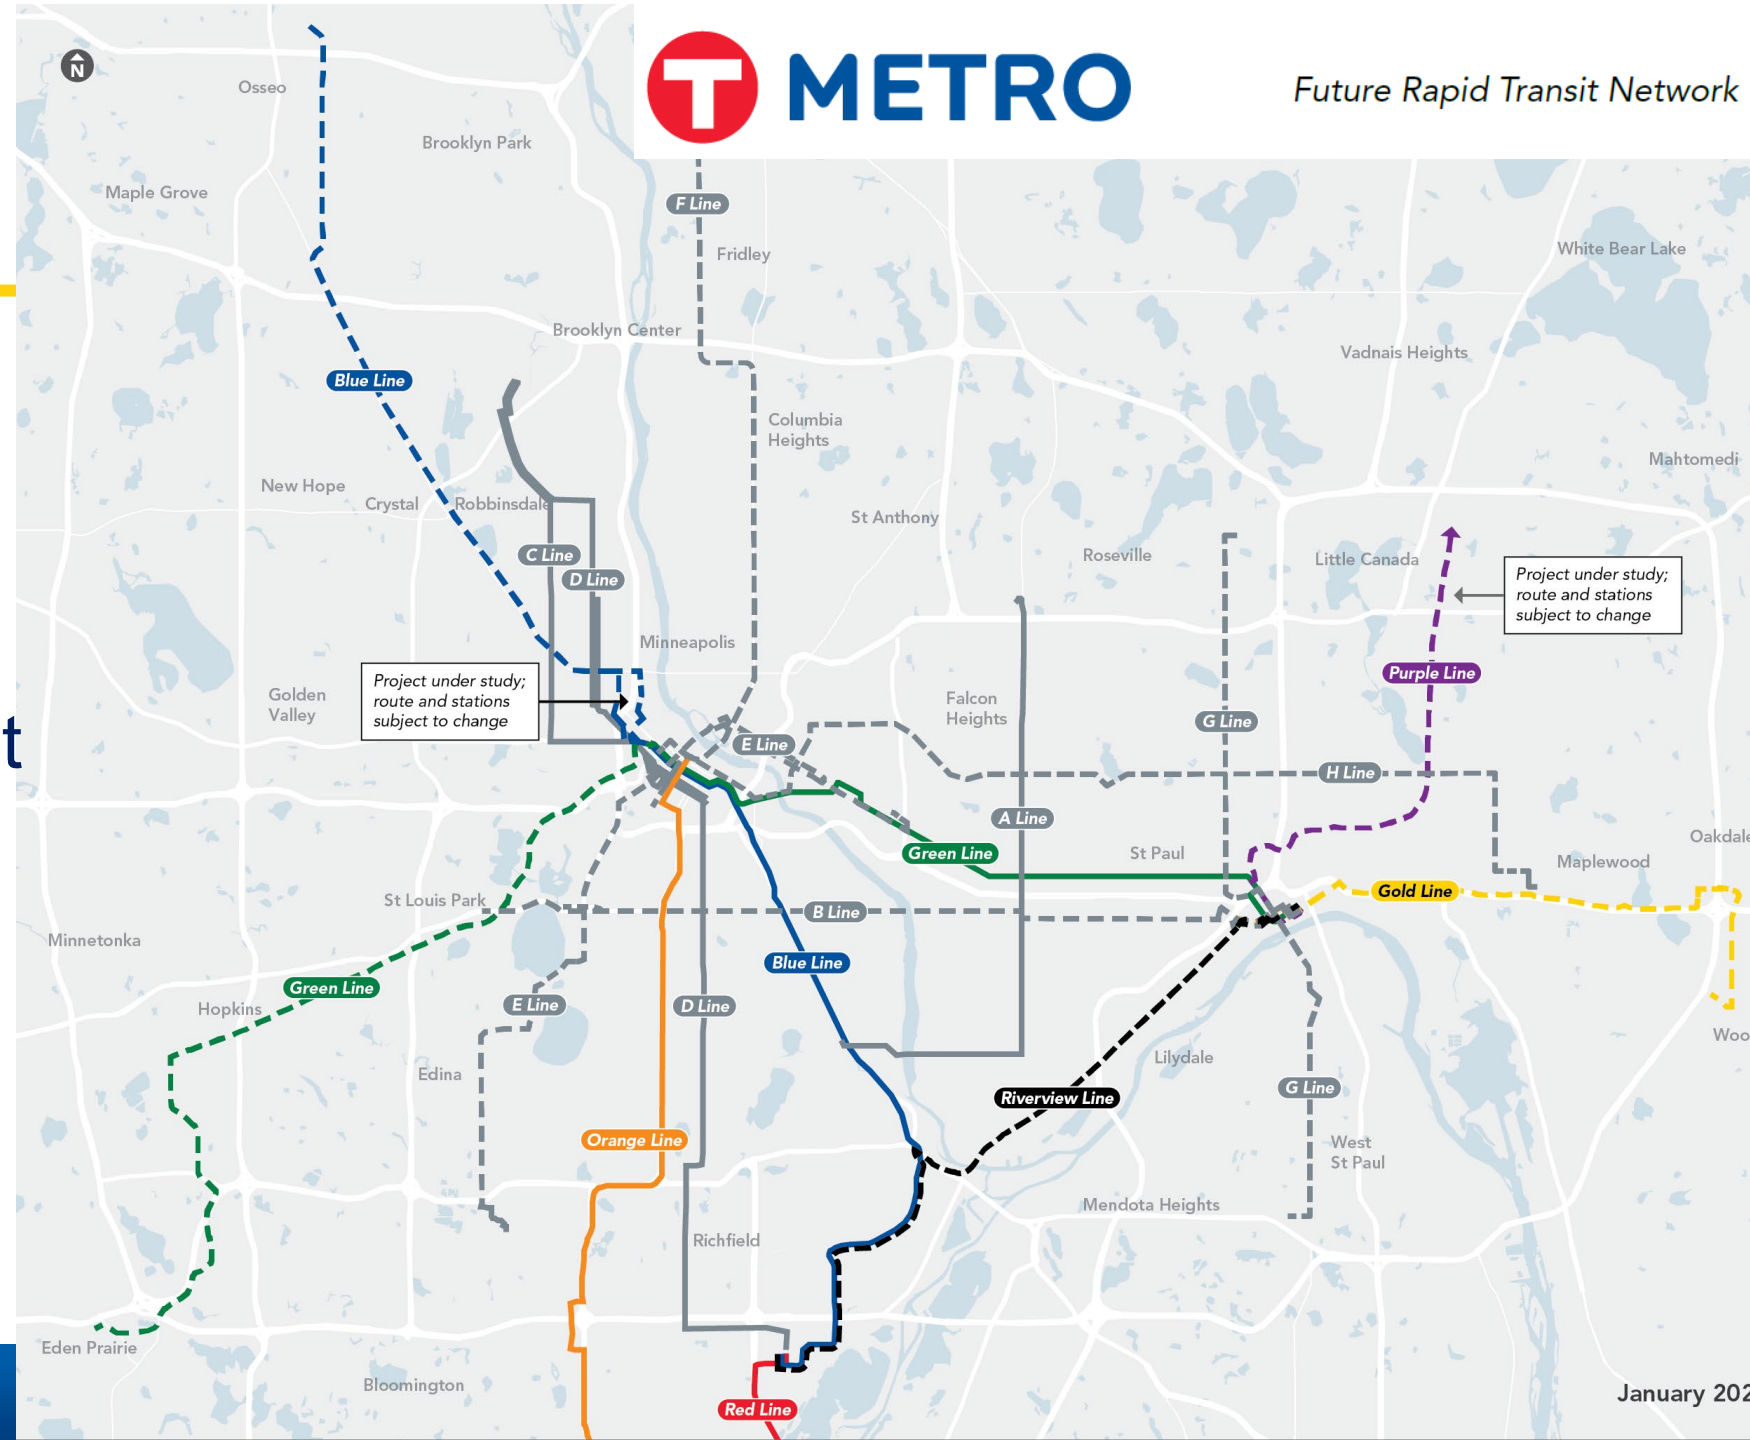 T METRO
Future Rapid Transit Network
N
Osseo
Brooklyn Park
Maple Grove
F Line
Fridley
White Bear Lake
Brooklyn Center
Vadnais Heights
Blue Line
Columbia
Heights
Mahtomedi
New Hope
Crystal
Robbinsdale
St Anthony
C Line
D Line
Roseville
Little Canada
Project under study;
route and stations
subject to change
Minneapolis
Purple Line
Project under study;
route and stations
subject to change
Golden
Valley
Falcon
Heights
G Line
t
E Line
H Line
A Line
Green Line
St Paul
Oakdale
Maplewood
Gold Line
St Louis Park
B Line
Minnetonka
Blue Line
Green Line
Hopkins
E Line
D Line
Woo
Lilydale
Edina
G Line
Riverview Line
Orange Line
West
St Paul
Mendota Heights
Richfield
Eden Prairie
Bloomington
Red Line
January 202